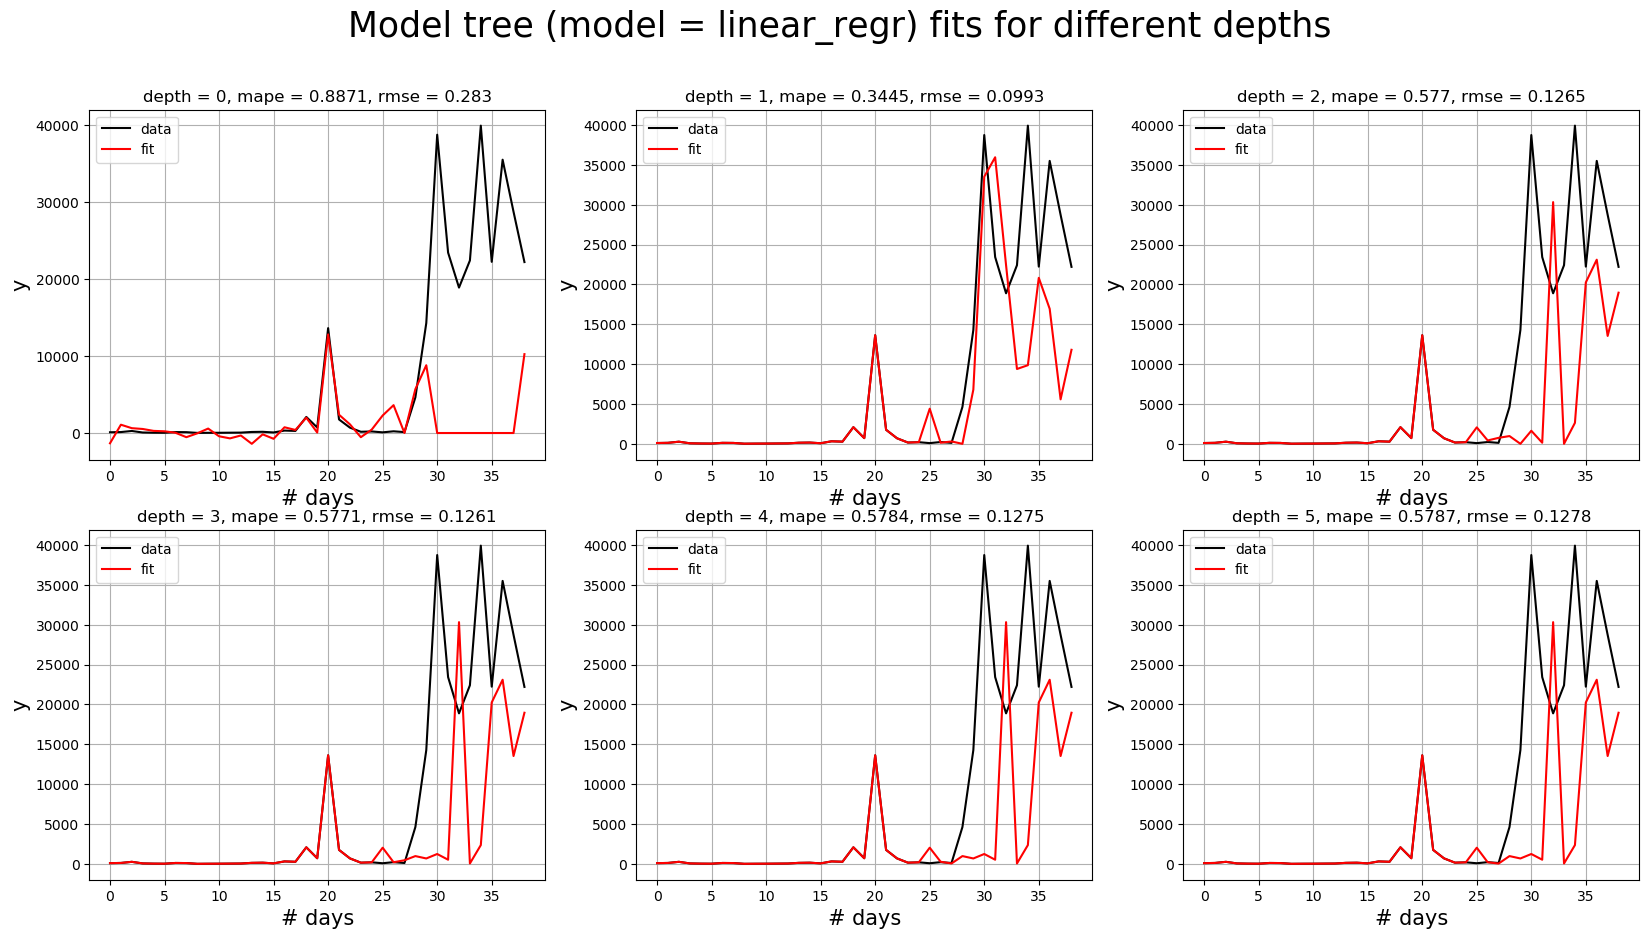 Model tree (model = linear_regr) fits for different depths
depth = 0, mape = 0.8871, rmse = 0.283
data
fit
40000
30000
20000
10000
0
y
0 5 10 15 20 25 30 35
# days
depth = 1, mape = 0.3445, rmse = 0.0993
data
fit
40000
35000
30000
25000
20000
15000
10000
5000
0
y
0 5 10 15 20 25 30 35
# days
depth = 2, mape = 0.577, rmse = 0.1265
data
fit
40000
35000
30000
25000
20000
15000
10000
5000
0
y
0 5 10 15 20 25 30 35
# days
depth = 3, mape = 0.5771, rmse = 0.1261
data
fit
40000
35000
30000
25000
20000
15000
10000
5000
0
y
0 5 10 15 20 25 30 35
# days
depth = 4, mape = 0.5784, rmse = 0.1275
data
fit
40000
35000
30000
25000
20000
15000
10000
5000
0
y
0 5 10 15 20 25 30 35
# days
depth = 5, mape = 0.5787, rmse = 0.1278
data
fit
40000
35000
30000
25000
20000
15000
10000
5000
0
y
0 5 10 15 20 25 30 35
# days